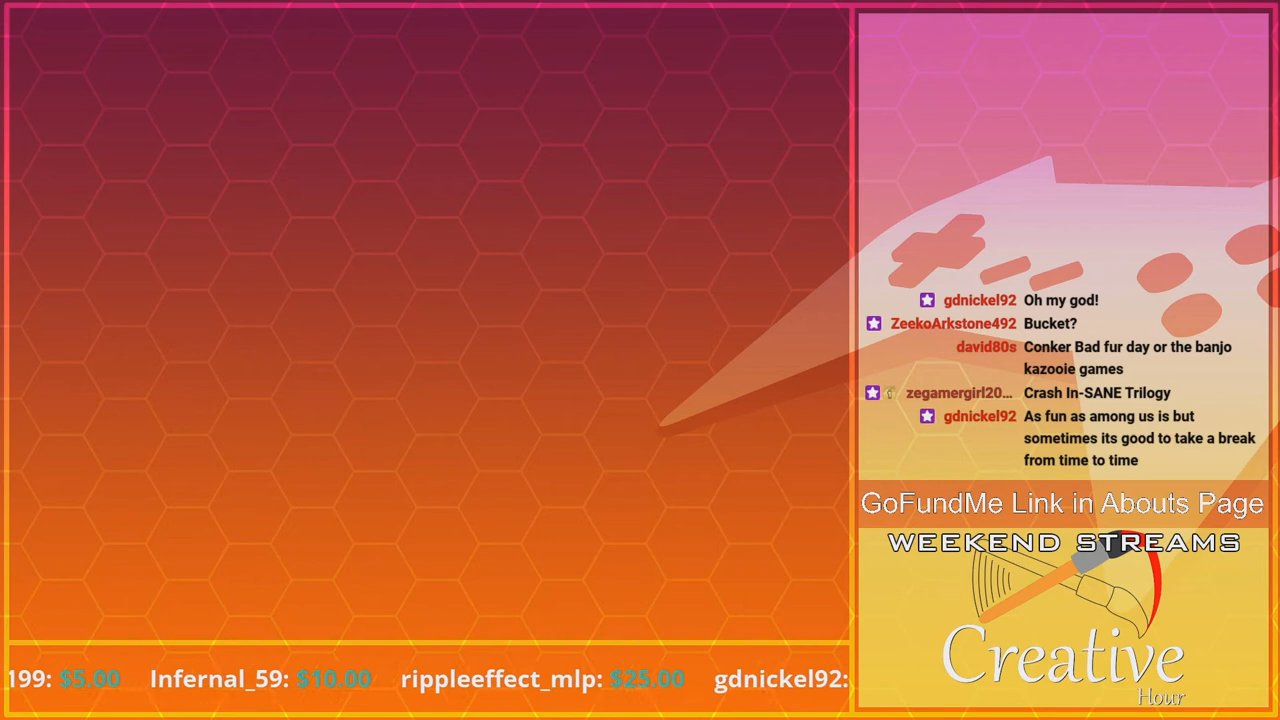 gdnickel92 Oh my god!
ZeekoArkstone492 Bucket?
david80s Conker Bad fur day or the banjo
kazooie games
zegamergirl20... Crash In-SANE Trilogy
gdnickel92 As fun as among us is but
sometimes its good to take a break
from time to time
GoFundMe Link in Abouts Page
WEEKEND STREAMS
Creative
Hour
199: $5.00 Infernal_59: $10.00 rippleeffect_mlp: $25.00 gdnickel92: